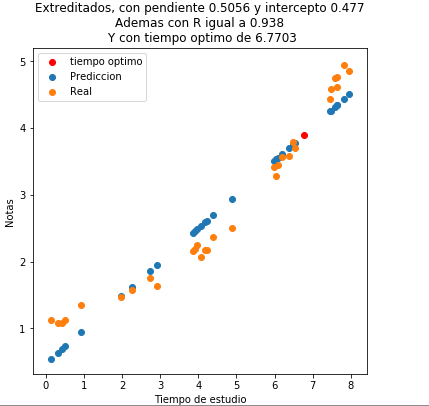 Extreditados, con pendiente 0.5056 y intercepto 0.477
Ademas con R igual a 0.938
Y con tiempo optimo de 6.7703
tiempo optimo
Prediccion
Real
Notas
5
4
3
2
1
0 1 2 3 4 5 6 7 8
Tiempo de estudio